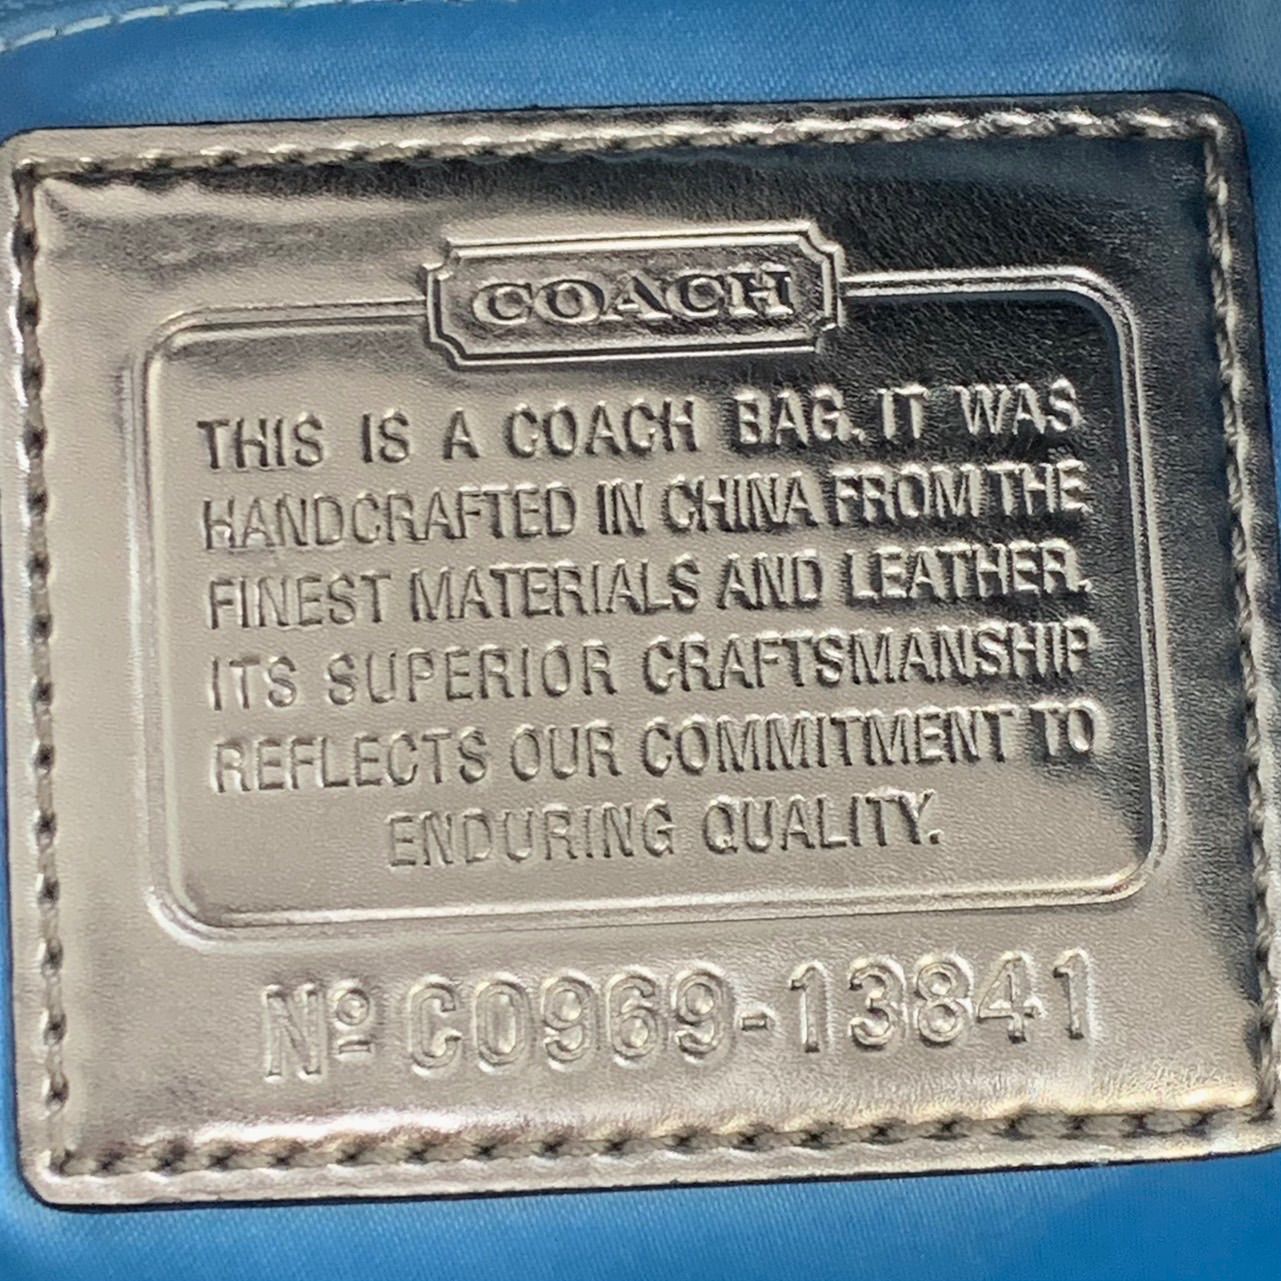 COACH
THIS IS A COACH BAG. IT WAS
HANDCRAFTED IN CHINA FROM THE
FINEST MATERIALS AND LEATHER.
ITS SUPERIOR CRAFTSMANSHIP
REFLECTS OUR COMMITMENT TO
ENDURING QUALITY.
Nº C0969-13841